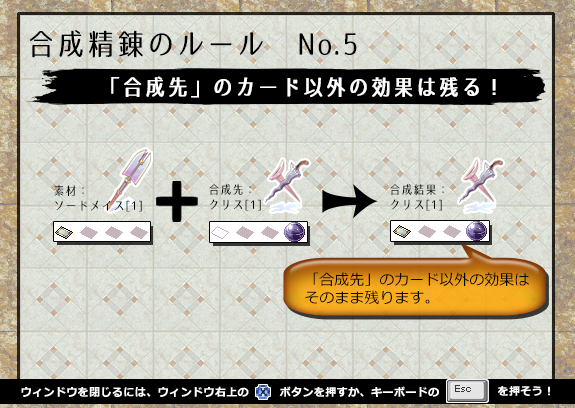 合成精錬のルール　No.5
「合成先」のカード以外の効果は残る！
素材：
ソードメイス[1]
合成先：
クリス[1]
合成結果：
クリス[1]
「合成先」のカード以外の効果は
そのまま残ります。
ウィンドウを閉じるには、ウィンドウ右上の ボタンを押すか、キーボードの Esc を押そう！